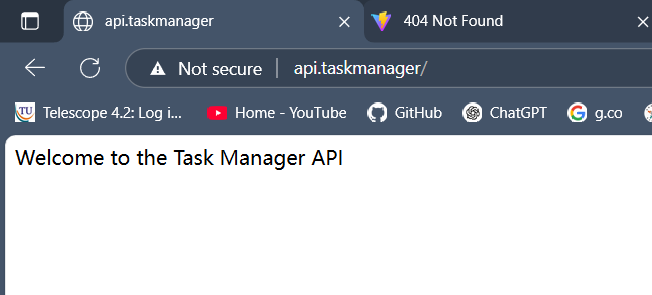 api.taskmanager
404 Not Found
Not secure | api.taskmanager/
TU Telescope 4.2: Log i... Home - YouTube GitHub ChatGPT g.co
Welcome to the Task Manager API